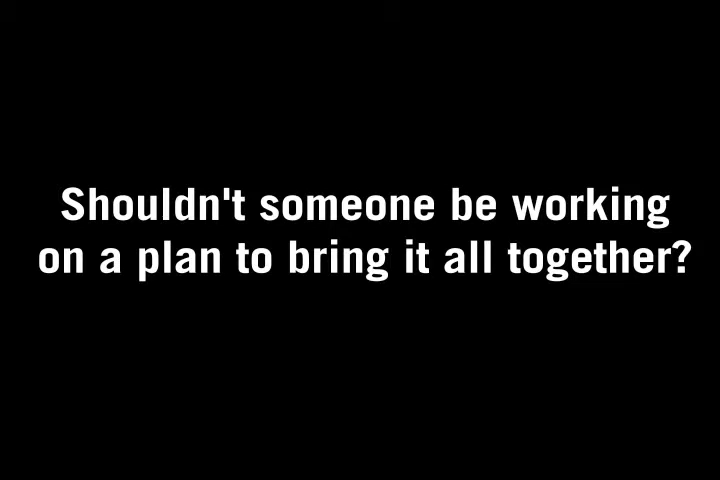 Shouldn't someone be working
on a plan to bring it all together?